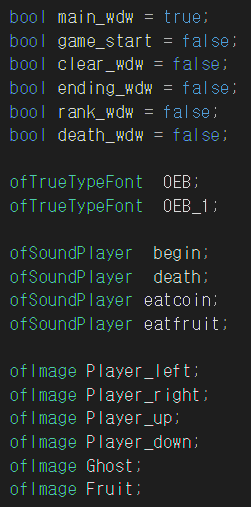 bool main_wdw = true;
bool game_start = false;
bool clear_wdw = false;
bool ending_wdw = false;
bool rank_wdw = false;
bool death_wdw = false;
ofTrueTypeFont OEB;
ofTrueTypeFont OEB_1;
ofSoundPlayer begin;
ofSoundPlayer death;
ofSoundPlayer eatcoin;
ofSoundPlayer eatfruit;
ofImage Player_left;
ofImage Player_right;
ofImage Player_up;
ofImage Player_down;
ofImage Ghost;
ofImage Fruit;